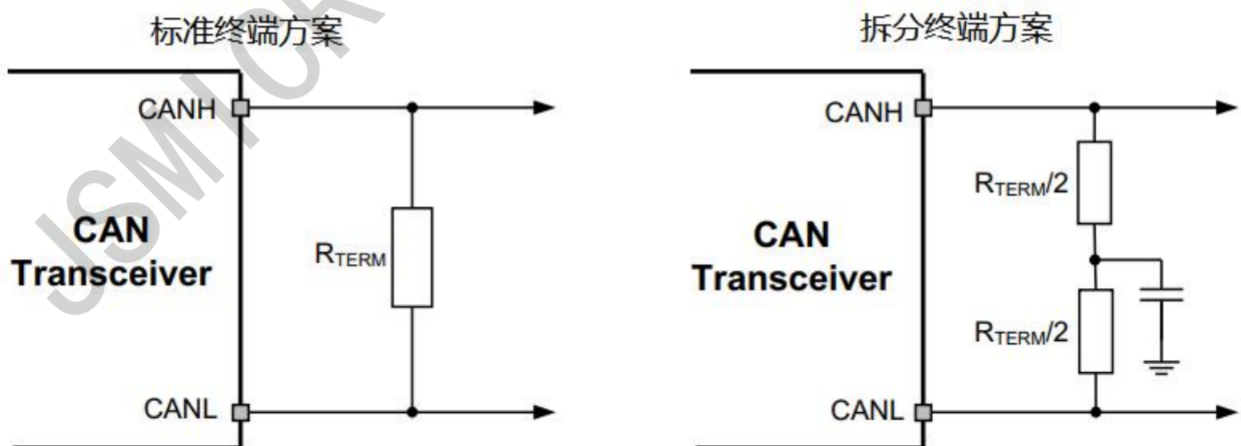 标准终端方案
拆分终端方案
CANH
CAN
Transceiver
RTERM
CANL
CANH
RTERM/2
CAN
Transceiver
RTERM/2
CANL